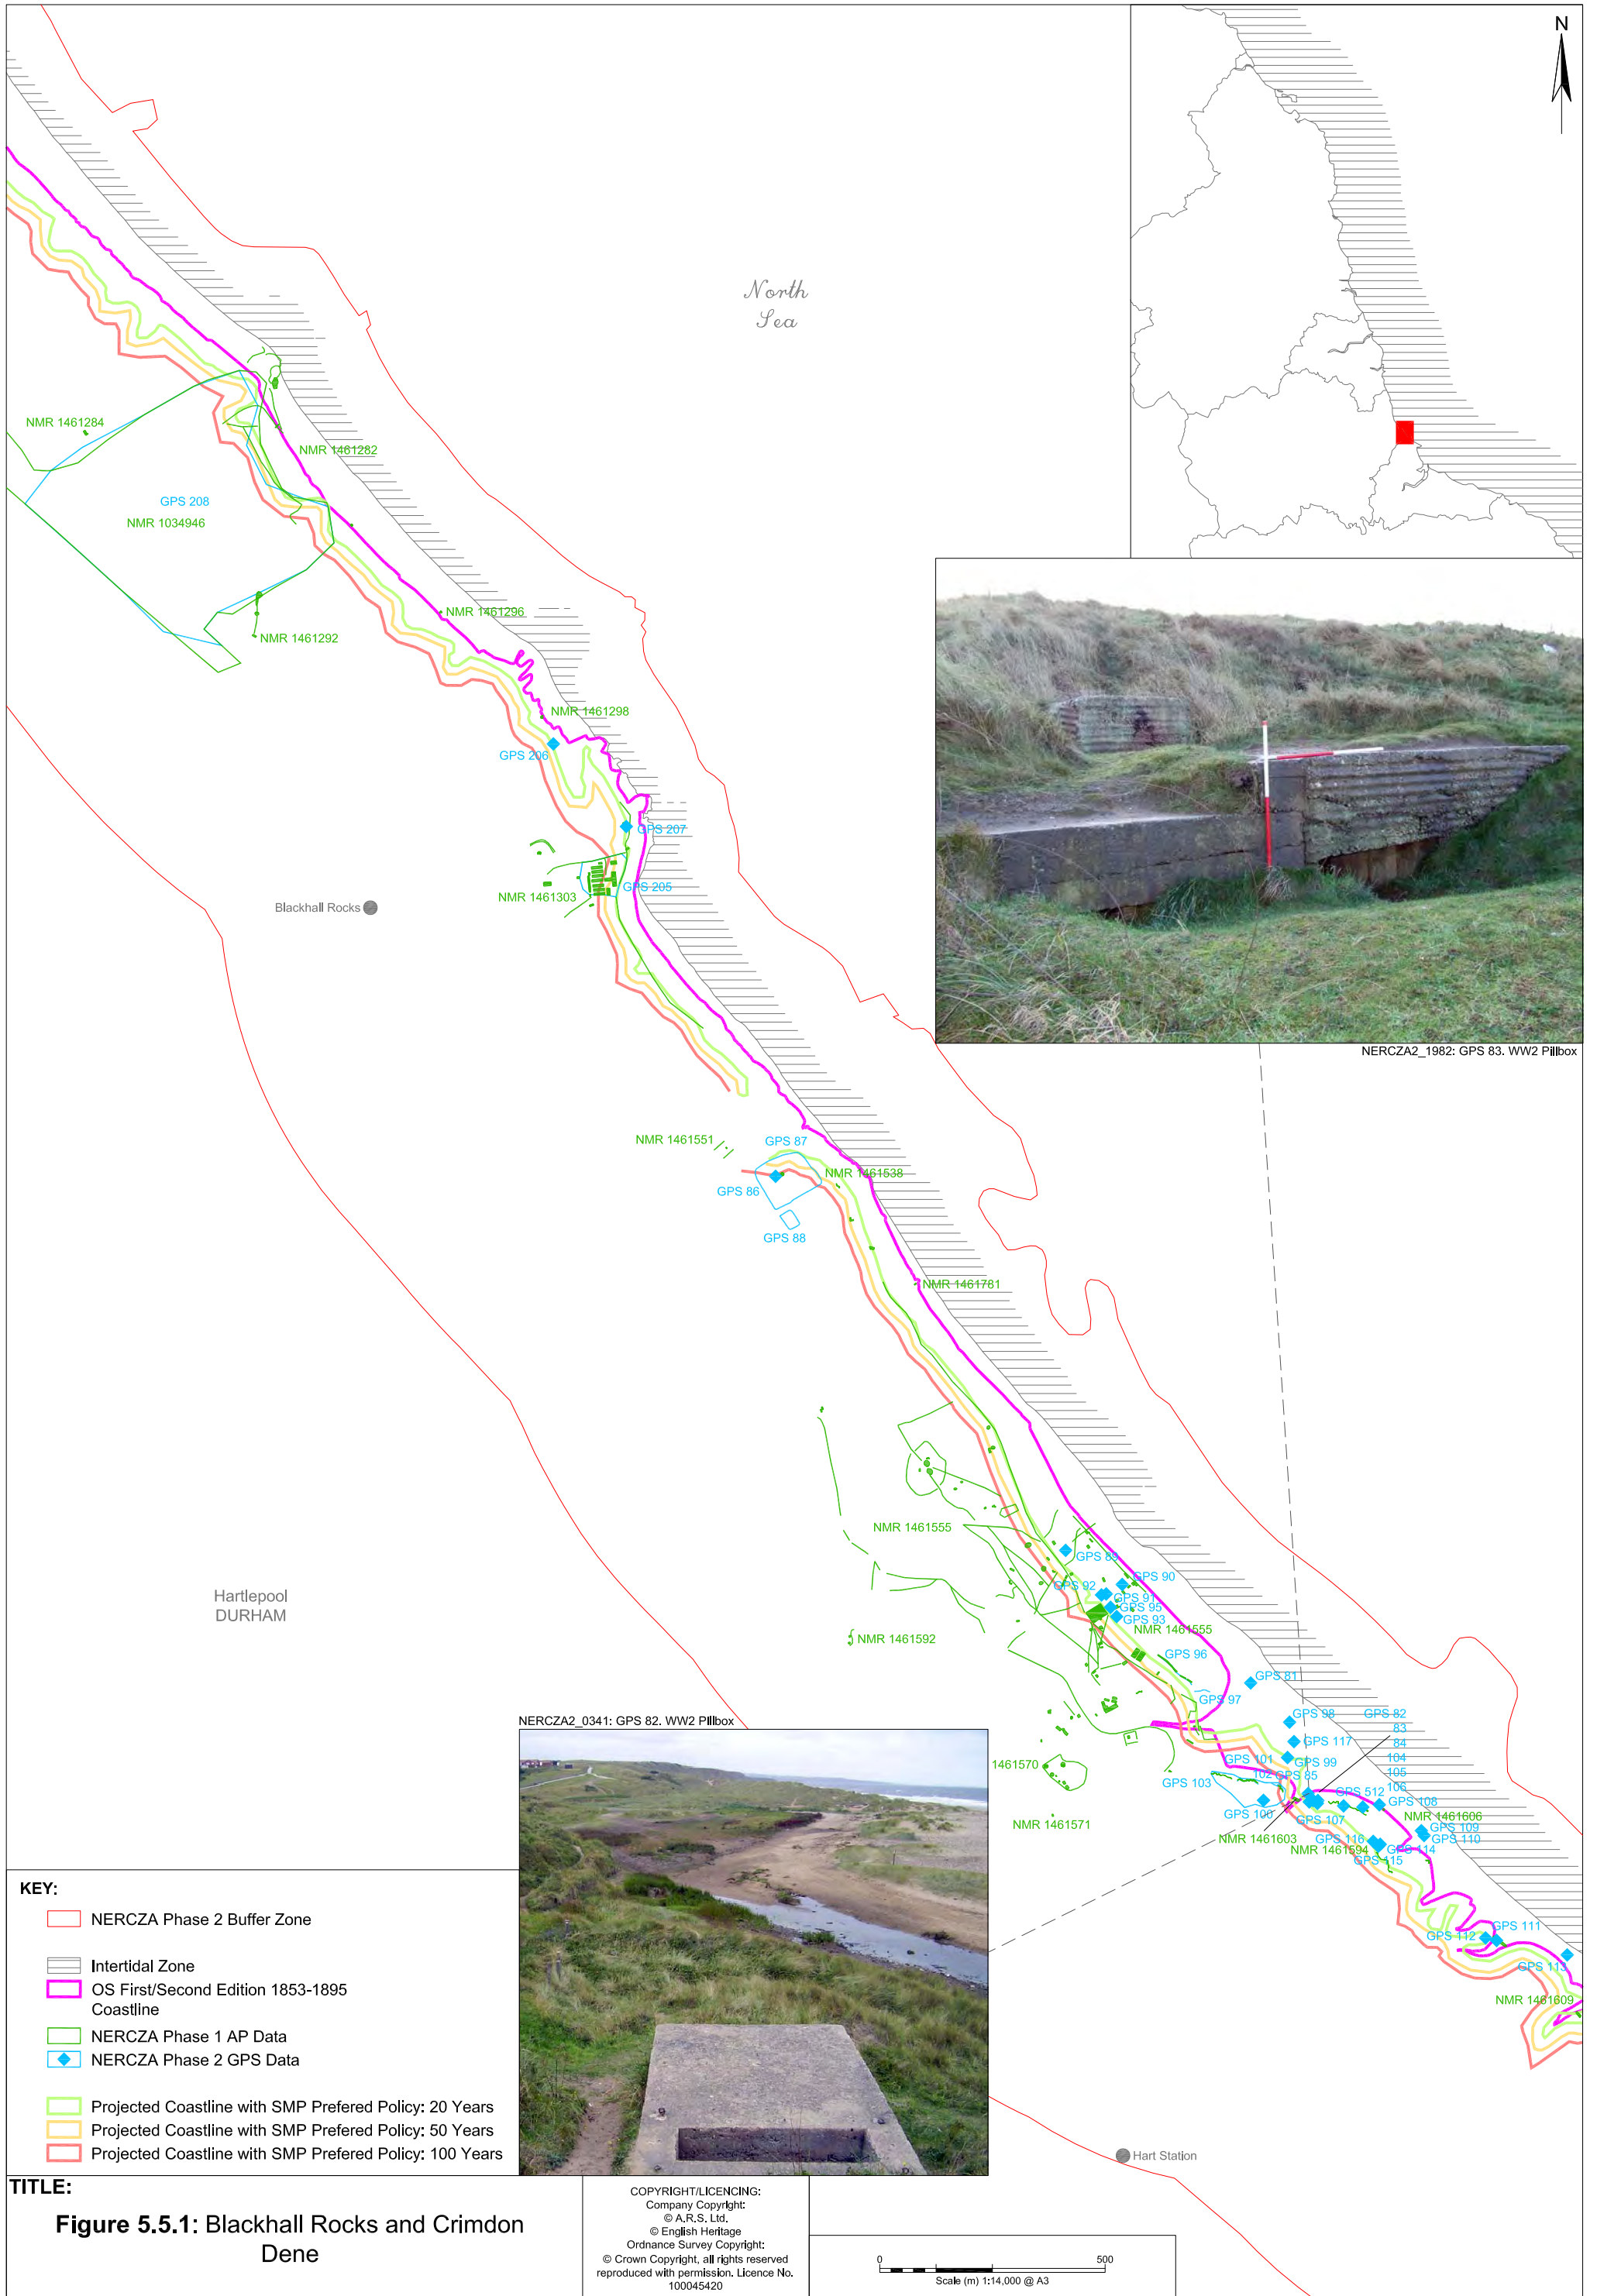 N
North
Sea
NMR 1461284
NMR 1461282
GPS 208
NMR 1034946
NMR 1461296
NMR 1461292
NMR 1461298
GPS 206
GPS 207
GPS 205
NMR 1461303
Blackhall Rocks
NERCZA2_1982: GPS 83. WW2 Pillbox
NMR 1461551
GPS 87
NMR 1461538
GPS 86
GPS 88
NMR 1461781
NMR 1461555
GPS 89
GPS 90
GPS 92
GPS 91
GPS 95
GPS 93
NMR 1461555
Hartlepool
DURHAM
NMR 1461592
GPS 96
GPS 81
GPS 97
GPS 98
GPS 82
83
84
104
105
106
GPS 117
GPS 101
GPS 99
102
GPS 85
GPS 103
1461570
GPS 512
GPS 108
GPS 100
GPS 107
NMR 1461606
NMR 1461571
GPS 109
GPS 110
NMR 1461603
GPS 116
NMR 1461594
GPS 114
GPS 115
GPS 111
GPS 112
GPS 113
NMR 1461609
NERCZA2_0341: GPS 82. WW2 Pillbox
Hart Station
KEY:
NERCZA Phase 2 Buffer Zone
Intertidal Zone
OS First/Second Edition 1853-1895
Coastline
NERCZA Phase 1 AP Data
NERCZA Phase 2 GPS Data
Projected Coastline with SMP Prefered Policy: 20 Years
Projected Coastline with SMP Prefered Policy: 50 Years
Projected Coastline with SMP Prefered Policy: 100 Years
TITLE:
Figure 5.5.1: Blackhall Rocks and Crimdon
Dene
COPYRIGHT/LICENCING:
Company Copyright:
© A.R.S. Ltd.
© English Heritage
Ordnance Survey Copyright:
© Crown Copyright, all rights reserved
reproduced with permission. Licence No.
100045420
0 500
Scale (m) 1:14,000 @ A3